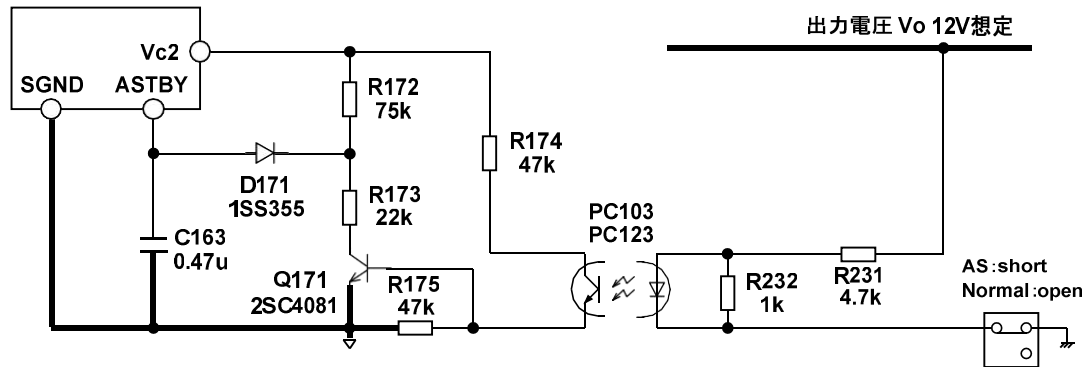 出力電圧 Vo 12V想定
Vc2
SGND ASTBY
R172
75k
R174
47k
D171
1SS355
R173
22k
PC103
PC123
C163
0.47u
Q171
2SC4081
R175
47k
R232
1k
R231
4.7k
AS:short
Normal:open